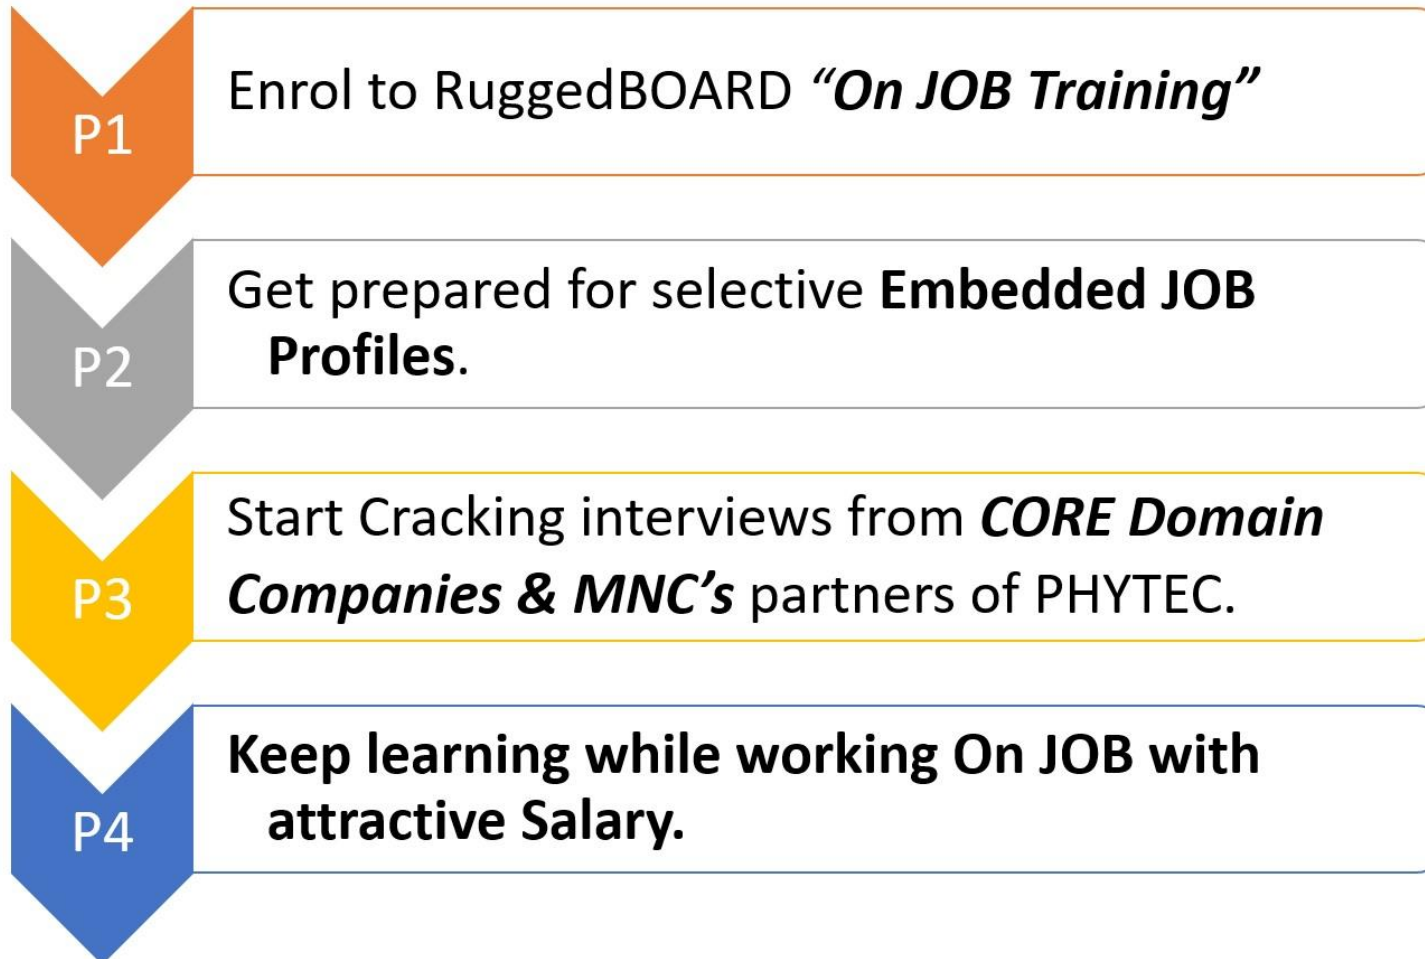 P1
Enrol to RuggedBOARD “On JOB Training”
P2
Get prepared for selective Embedded JOB
Profiles.
P3
Start Cracking interviews from CORE Domain
Companies & MNC’s partners of PHYTEC.
P4
Keep learning while working On JOB with
attractive Salary.